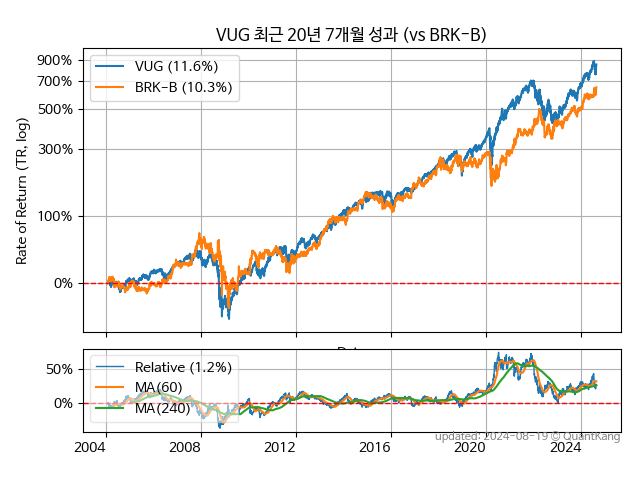 VUG 최근 20년 7개월 성과 (vs BRK-B)
Rate of Return (TR, log)
900%
700%
500%
300%
100%
0%
VUG (11.6%)
BRK-B (10.3%)
50%
0%
Relative (1.2%)
MA(60)
MA(240)
2004
2008
2012
2016
2020
2024
updated: 2024-08-19 © QuantKang